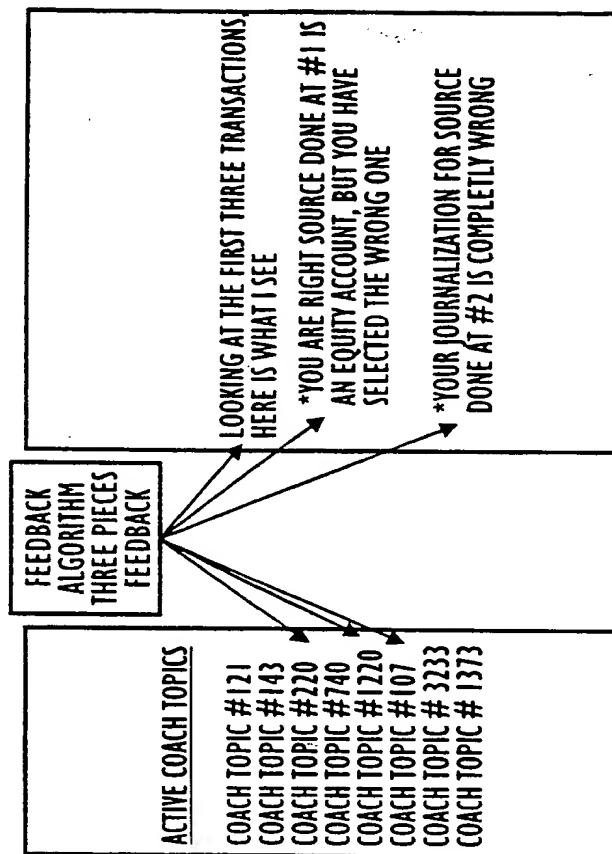 ACTIVE COACH TOPICS
COACH TOPIC #121
COACH TOPIC #143
COACH TOPIC #220
COACH TOPIC #740
COACH TOPIC #1220
COACH TOPIC #107
COACH TOPIC # 3233
COACH TOPIC # 1373
FEEDBACK
ALGORITHM
THREE PIECES
FEEDBACK
LOOKING AT THE FIRST THREE TRANSACTIONS,
HERE IS WHAT I SEE
*YOU ARE RIGHT SOURCE DONE AT #1 IS
AN EQUITY ACCOUNT, BUT YOU HAVE
SELECTED THE WRONG ONE
*YOUR JOURNALIZATION FOR SOURCE
DONE AT #2 IS COMPLETLY WRONG